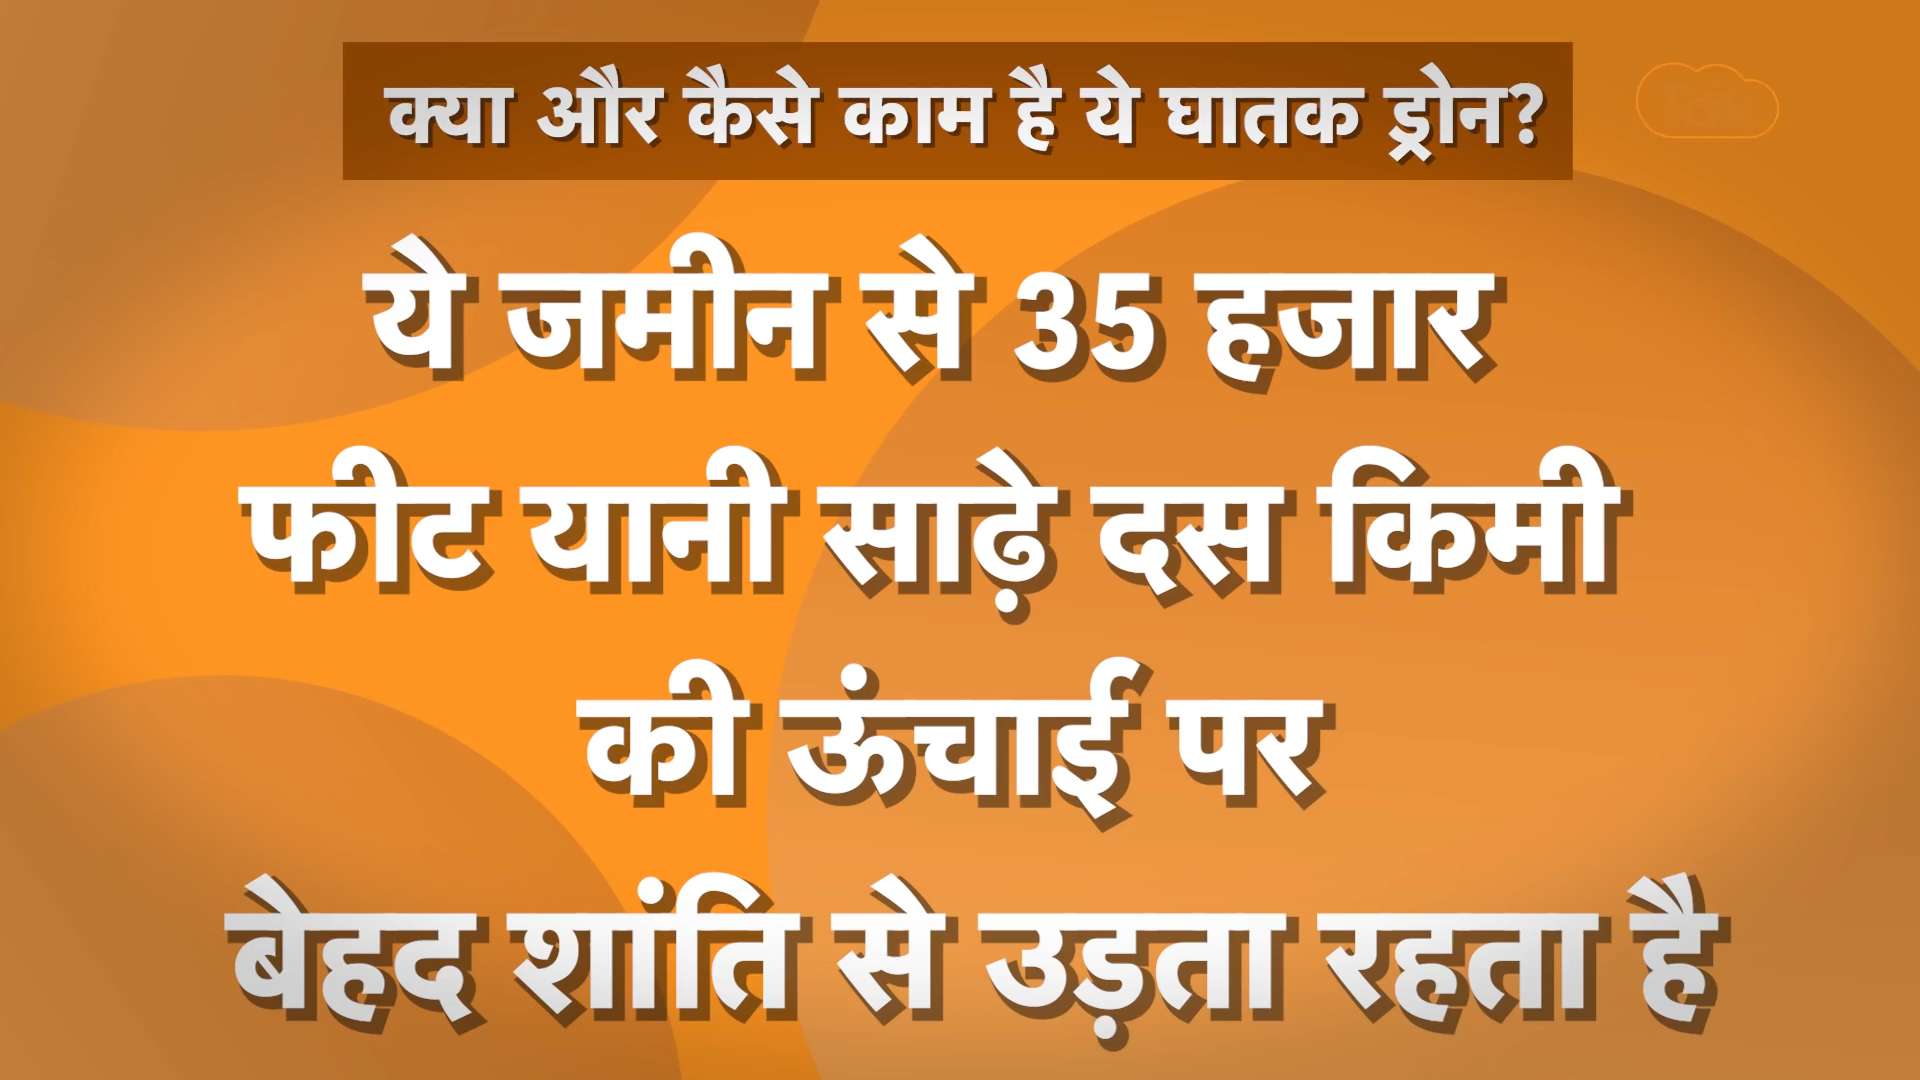 क्या और कैसे काम है ये घातक ड्रोन?
ये जमीन से 35 हजार
फीट यानी साढ़े दस किमी
की ऊंचाई पर
बेहद शांति से उड़ता रहता है